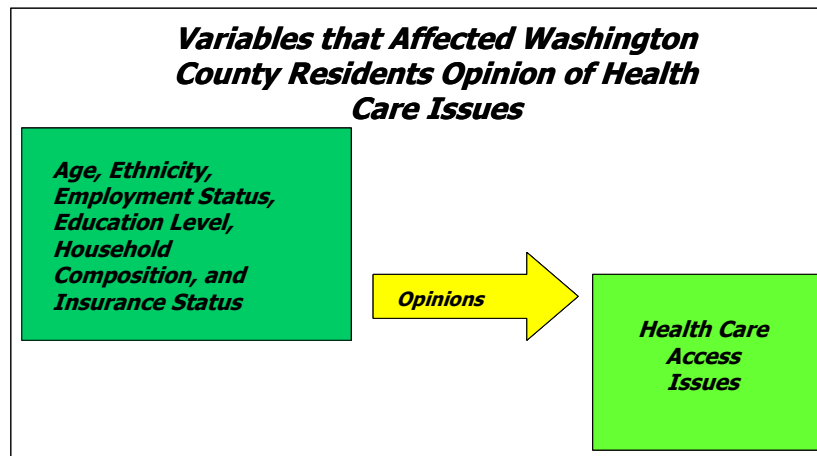 Variables that Affected Washington
County Residents Opinion of Health
Care Issues
Age, Ethnicity,
Employment Status,
Education Level,
Household
Composition, and
Insurance Status
Opinions
Health Care
Access
Issues